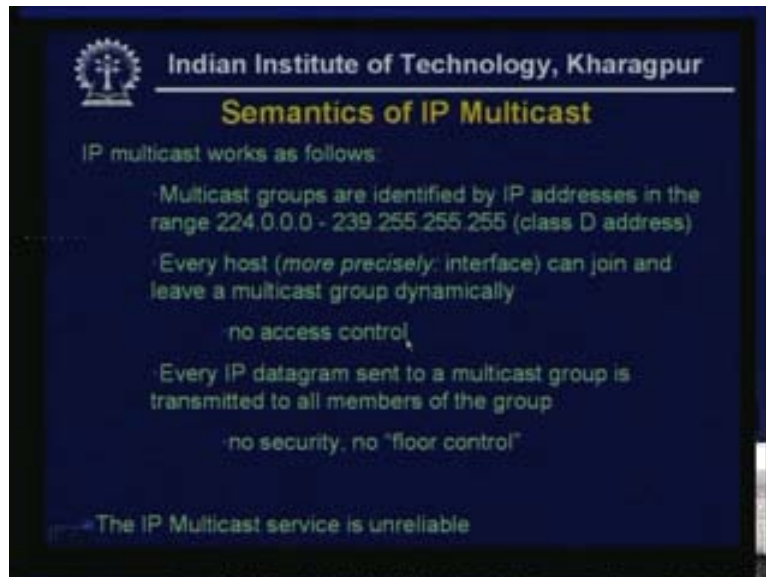 Indian Institute of Technology, Kharagpur
Semantics of IP Multicast
IP multicast works as follows:
·Multicast groups are identified by IP addresses in the
range 224.0.0.0 - 239.255.255.255 (class D address)
·Every host (more precisely: interface) can join and
leave a multicast group dynamically
·no access control
·Every IP datagram sent to a multicast group is
transmitted to all members of the group
·no security, no “floor control”
The IP Multicast service is unreliable